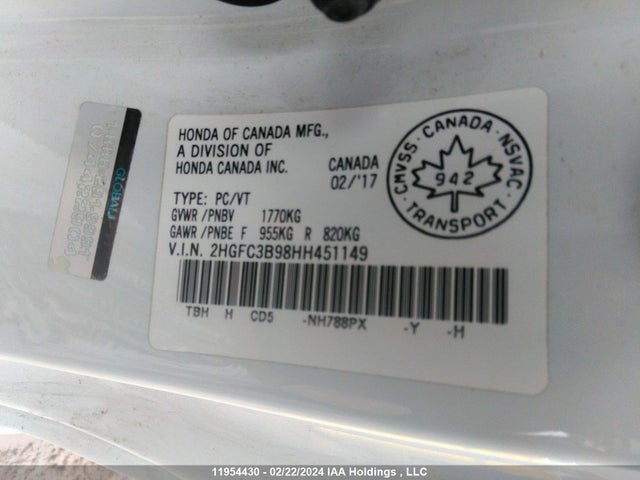 HONDA OF CANADA MFG.,
A DIVISION OF
HONDA CANADA INC.
CANADA
02/'17
TYPE: PC/VT
GVWR /PNBV 1770KG
GAWR /PNBE F 955KG R 820KG
V.I.N. 2HGFC3B98HH451149
TBH H CD5 -NH788PX -Y -H
CMVSS · CANADA · NSVAC
942
TRANSPORT
11954430 - 02/22/2024 IAA Holdings , LLC